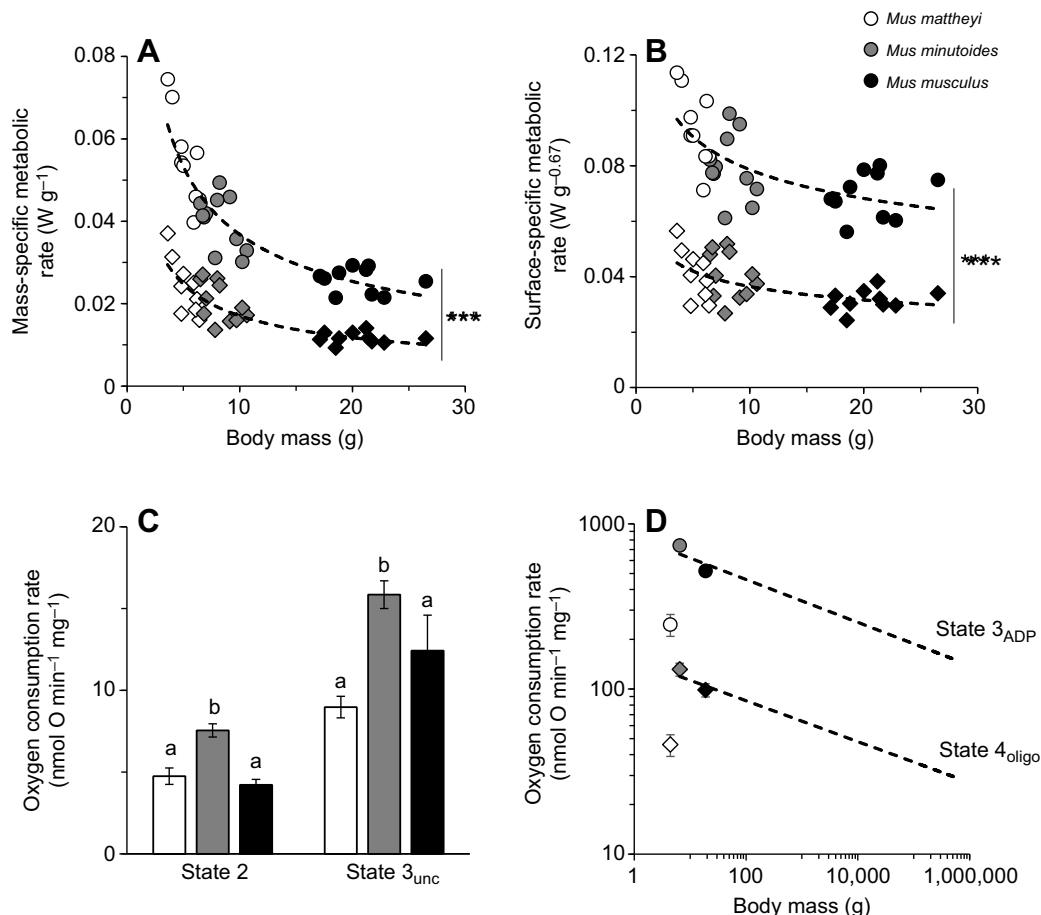 Mus mattheyi
Mus minutoides
Mus musculus
A
Mass-specific metabolic
rate (W g⁻¹)
0.08
0.06
0.04
0.02
0
***
0
10
20
30
Body mass (g)
B
Surface-specific metabolic
rate (W g⁻⁰·⁶⁷)
0.12
0.08
0.04
0
****
0
10
20
30
Body mass (g)
C
Oxygen consumption rate
(nmol O min⁻¹ mg⁻¹)
20
10
0
a
b
a
a
b
a
State 2
State 3unc
D
Oxygen consumption rate
(nmol O min⁻¹ mg⁻¹)
1000
100
10
State 3ADP
State 4oligo
1
100
10,000
1,000,000
Body mass (g)